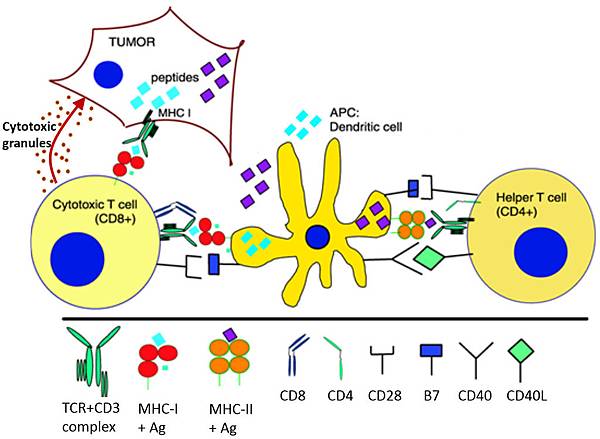 TUMOR
peptides
MHC I
Cytotoxic
granules
APC:
Dendritic cell
Cytotoxic T cell
(CD8+)
Helper T cell
(CD4+)
TCR+CD3
complex
MHC-I
+ Ag
MHC-II
+ Ag
CD8
CD4
CD28
B7
CD40
CD40L